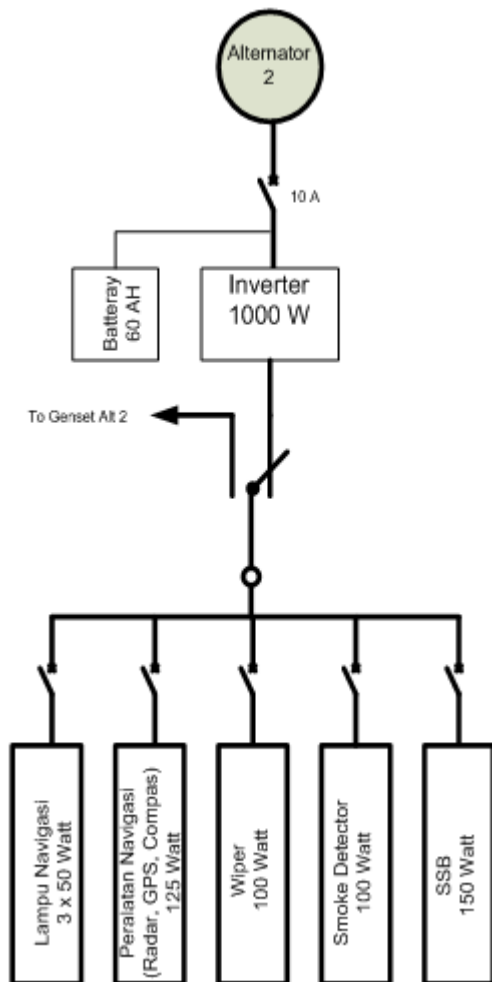 Alternator
2
10 A
Batteray
60 AH
Inverter
1000 W
To Genset Alt 2
Lampu Navigasi
3 x 50 Watt
Peralatan Navigasi
(Radar, GPS, Compas)
125 Watt
Wiper
100 Watt
Smoke Detector
100 Watt
SSB
150 Watt